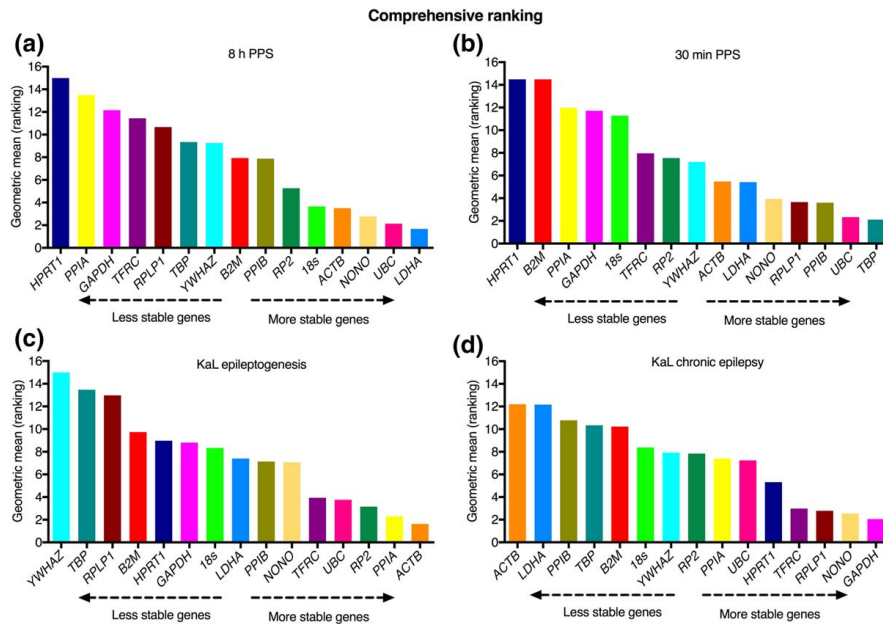 Comprehensive ranking
(a)
8 h PPS
Geometric mean (ranking)
16
14
12
10
8
6
4
2
0
HPRT1
PPIA
GAPDH
TFRC
RPLP1
TBP
YWHAZ
B2M
PPIB
RP2
18s
ACTB
NONO
UBC
LDHA
Less stable genes
More stable genes
(b)
30 min PPS
Geometric mean (ranking)
16
14
12
10
8
6
4
2
0
HPRT1
B2M
PPIA
GAPDH
18s
TFRC
RP2
YWHAZ
ACTB
LDHA
NONO
RPLP1
PPIB
UBC
TBP
Less stable genes
More stable genes
(c)
KaL epileptogenesis
Geometric mean (ranking)
16
14
12
10
8
6
4
2
0
YWHAZ
TBP
RPLP1
B2M
HPRT1
GAPDH
18s
LDHA
PPIB
NONO
TFRC
UBC
RP2
PPIA
ACTB
Less stable genes
More stable genes
(d)
KaL chronic epilepsy
Geometric mean (ranking)
16
14
12
10
8
6
4
2
0
ACTB
LDHA
PPIB
TBP
B2M
18s
YWHAZ
RP2
PPIA
UBC
HPRT1
TFRC
RPLP1
NONO
GAPDH
Less stable genes
More stable genes